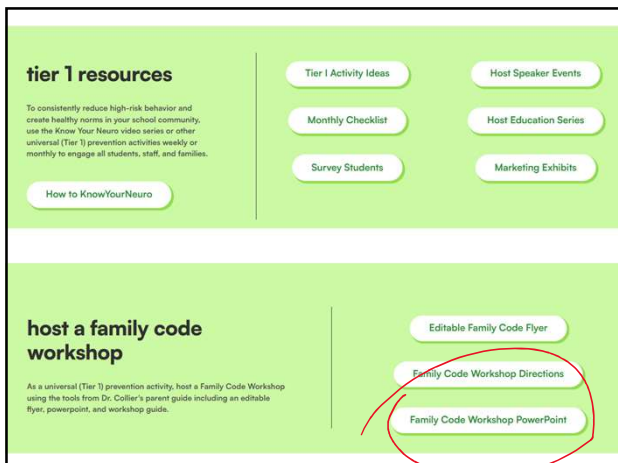 tier 1 resources
To consistently reduce high-risk behavior and
create healthy norms in your school community,
use the Know Your Neuro video series or other
universal (Tier 1) prevention activities weekly or
monthly to engage all students, staff, and families.
How to KnowYourNeuro
Tier I Activity Ideas
Host Speaker Events
Monthly Checklist
Host Education Series
Survey Students
Marketing Exhibits
host a family code
workshop
As a universal (Tier 1) prevention activity, host a Family Code Workshop
using the tools from Dr. Collier's parent guide including an editable
flyer, powerpoint, and workshop guide.
Editable Family Code Flyer
Family Code Workshop Directions
Family Code Workshop PowerPoint